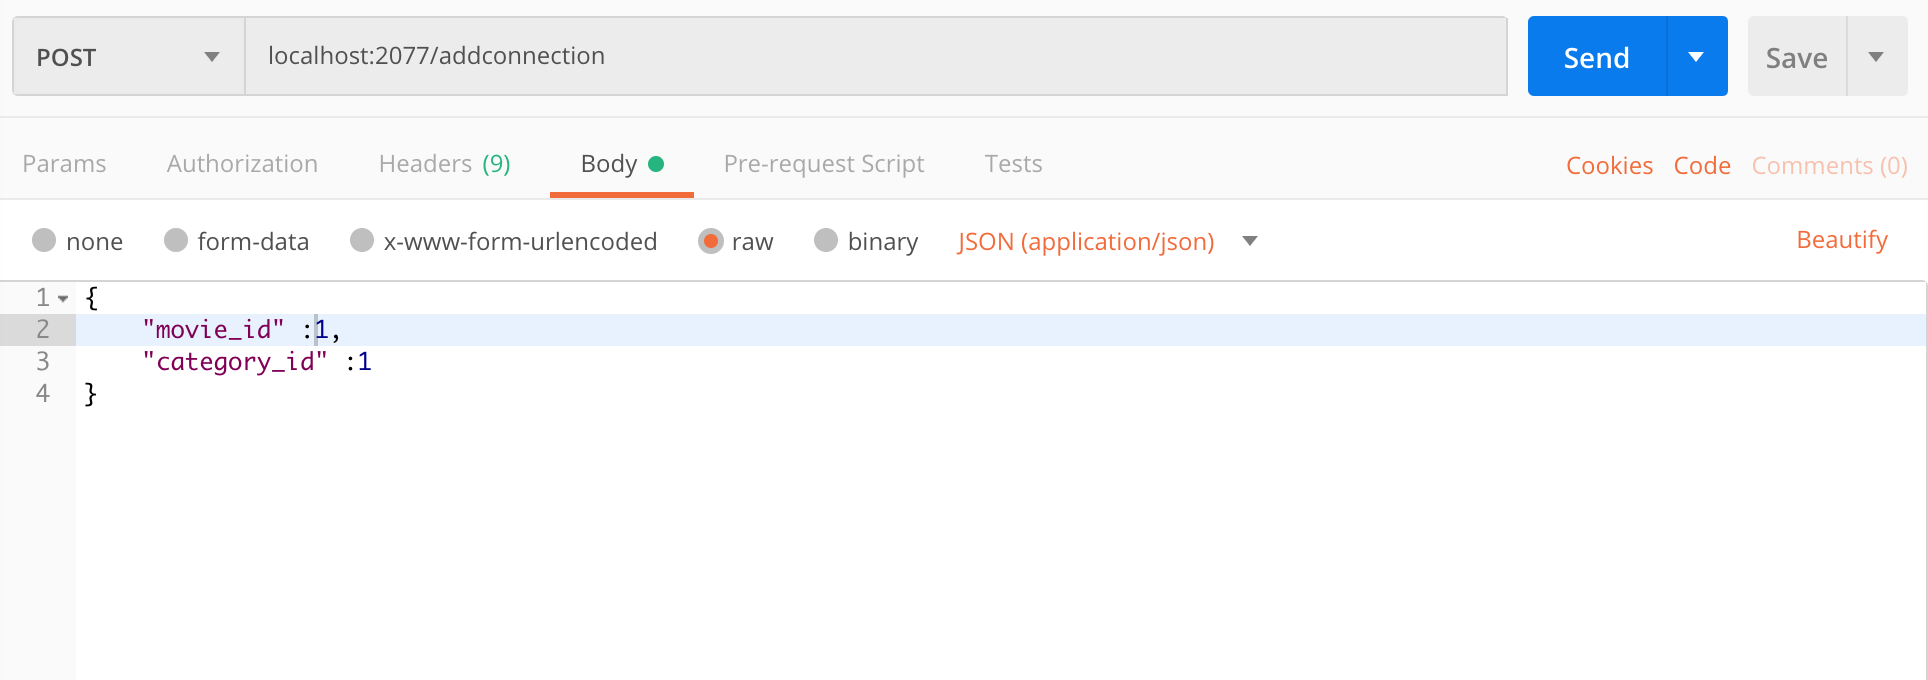 POST localhost:2077/addconnection Send Save
Params Authorization Headers (9) Body Pre-request Script Tests Cookies Code Comments (0)
none form-data x-www-form-urlencoded raw binary JSON (application/json) Beautify
1 {
2 "movie_id" :1,
3 "category_id" :1
4 }